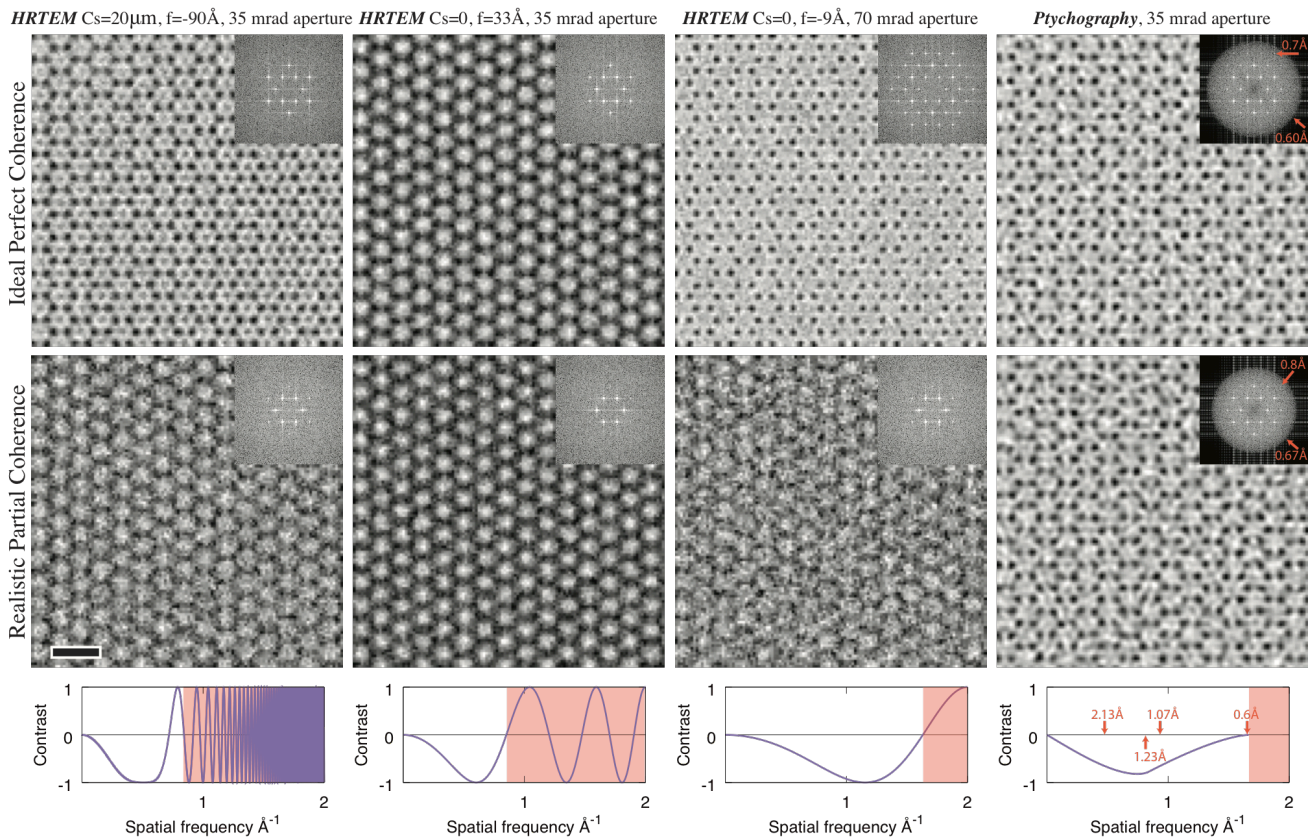 HRTEM Cs=20µm, f=-90Å, 35 mrad aperture
HRTEM Cs=0, f=33Å, 35 mrad aperture
HRTEM Cs=0, f=-9Å, 70 mrad aperture
Ptychography, 35 mrad aperture
Ideal Perfect Coherence
0.7Å
0.60Å
Realistic Partial Coherence
0.8Å
0.67Å
Contrast
1
0
-1
1
2
Spatial frequency Å⁻¹
Contrast
1
0
-1
1
2
Spatial frequency Å⁻¹
Contrast
1
0
-1
1
2
Spatial frequency Å⁻¹
Contrast
1
0
-1
2.13Å
1.07Å
0.6Å
1.23Å
1
2
Spatial frequency Å⁻¹